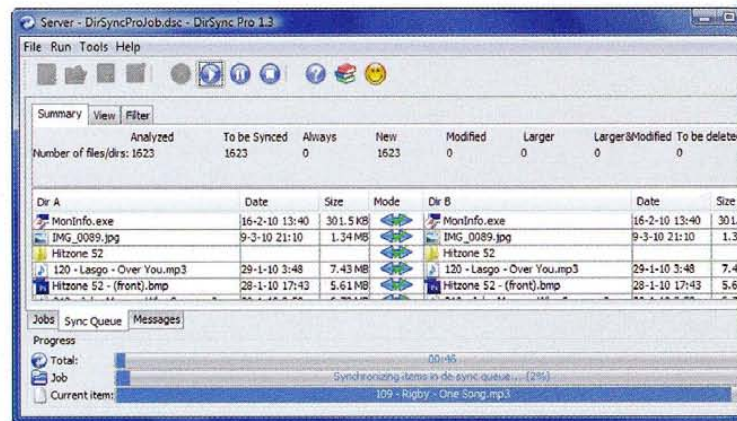 Server - DirSyncProJob.dsc - DirSync Pro 1.3
File Run Tools Help
Summary View Filter
Analyzed To be Synced Always New Modified Larger Larger&Modified To be deleted
Number of files/dirs: 1623 1623 0 1623 0 0 0 0
Dir A Date Size Mode Dir B Date Size
MonInfo.exe 16-2-10 13:40 301.5 KB MonInfo.exe 16-2-10 13:40 301.
IMG_0089.jpg 9-3-10 21:10 1.34 MB IMG_0089.jpg 9-3-10 21:10 1.3
Hitzone 52 Hitzone 52
120 - Lasgo - Over You.mp3 29-1-10 3:48 7.43 MB 120 - Lasgo - Over You.mp3 29-1-10 3:48 7.4
Hitzone 52 - (front).bmp 28-1-10 17:43 5.61 MB Hitzone 52 - (front).bmp 28-1-10 17:43 5.6
Jobs Sync Queue Messages
Progress
Total: 00:46
Job Synchronizing items in de sync queue... (2%)
Current item: 109 - Rigby - One Song.mp3